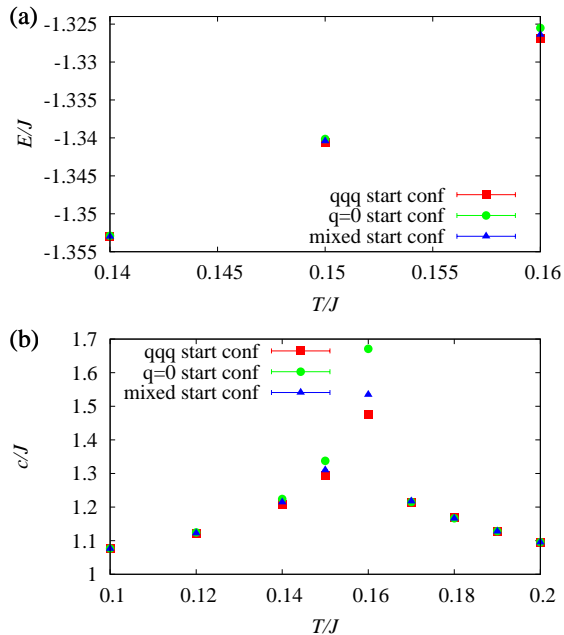 (a)
-1.325
-1.33
-1.335
-1.34
-1.345
-1.35
-1.355
E/J
qqq start conf
q=0 start conf
mixed start conf
0.14
0.145
0.15
0.155
0.16
T/J
(b)
1.7
1.6
1.5
1.4
1.3
1.2
1.1
1
c/J
qqq start conf
q=0 start conf
mixed start conf
0.1
0.12
0.14
0.16
0.18
0.2
T/J